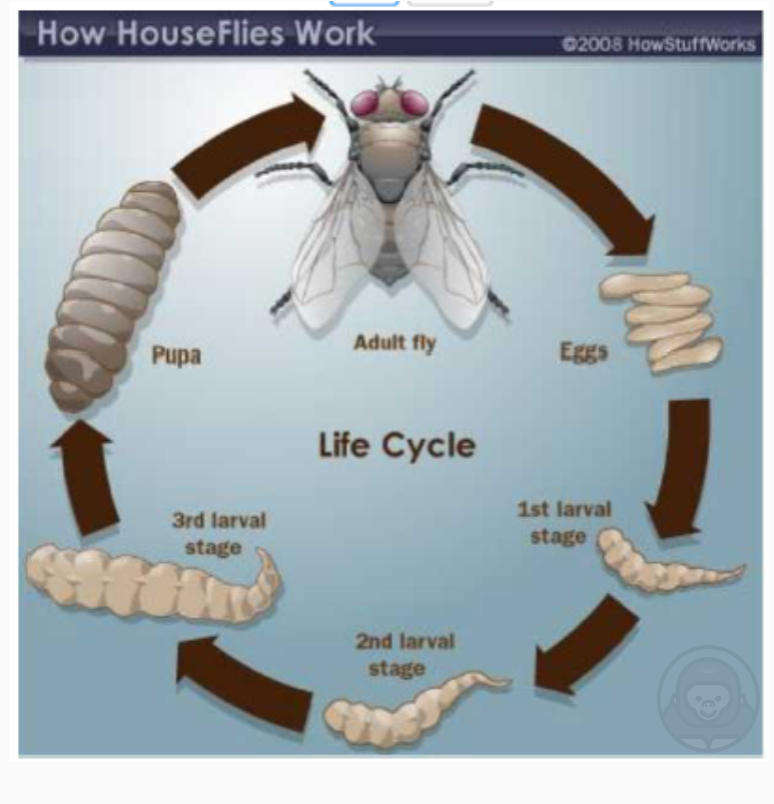 How HouseFlies Work
©2008 HowStuffWorks
Adult fly
Pupa
Eggs
Life Cycle
1st larval
stage
3rd larval
stage
2nd larval
stage